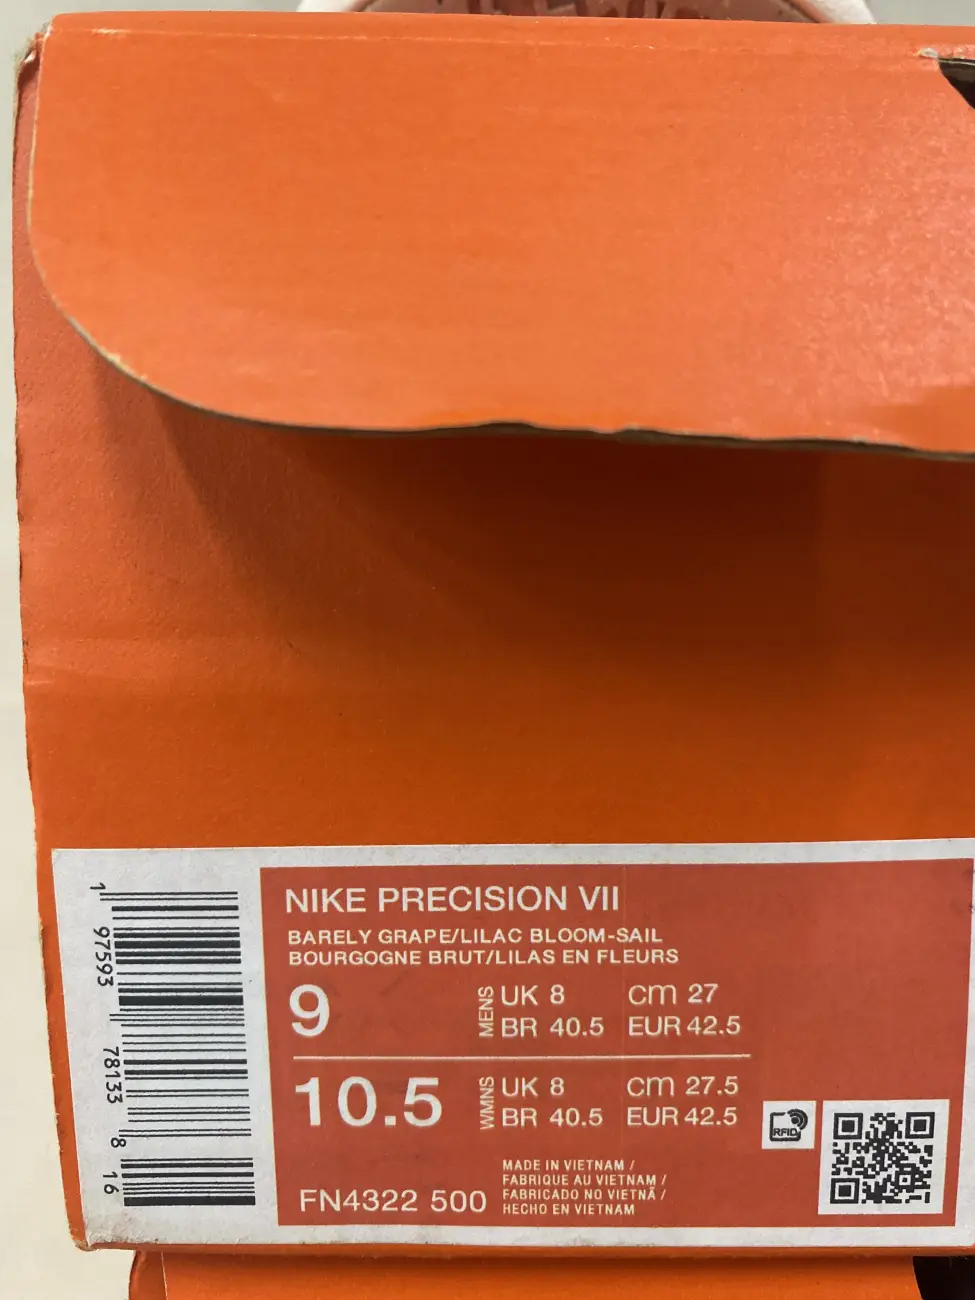 NIKE PRECISION VII
BARELY GRAPE/LILAC BLOOM-SAIL
BOURGOGNE BRUT/LILAS EN FLEURS
9 MENS UK 8 CM 27
BR 40.5 EUR 42.5
10.5 WMNS UK 8 CM 27.5
BR 40.5 EUR 42.5
FN4322 500
MADE IN VIETNAM /
FABRIQUE AU VIETNAM /
FABRICADO NO VIETNÃ /
HECHO EN VIETNAM
RFID
1 97593 78133 8 16